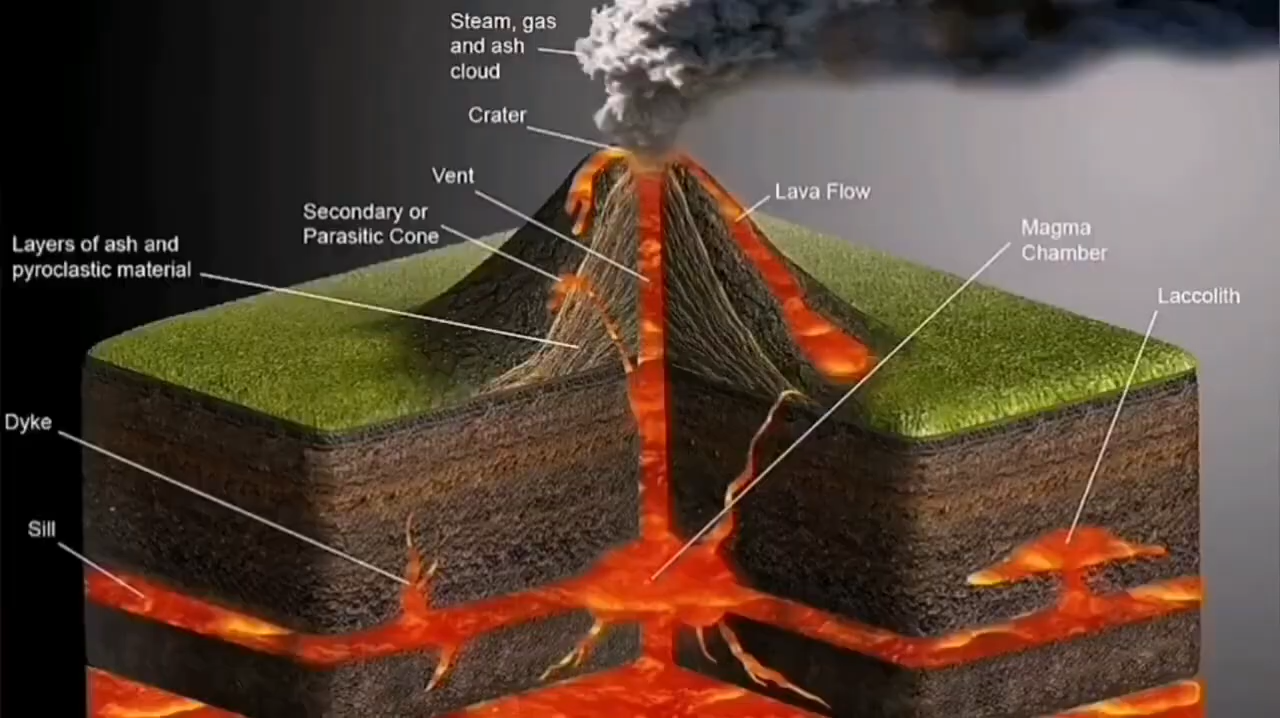 Steam, gas
and ash
cloud
Crater
Vent
Lava Flow
Secondary or
Parasitic Cone
Magma
Chamber
Layers of ash and
pyroclastic material
Laccolith
Dyke
Sill